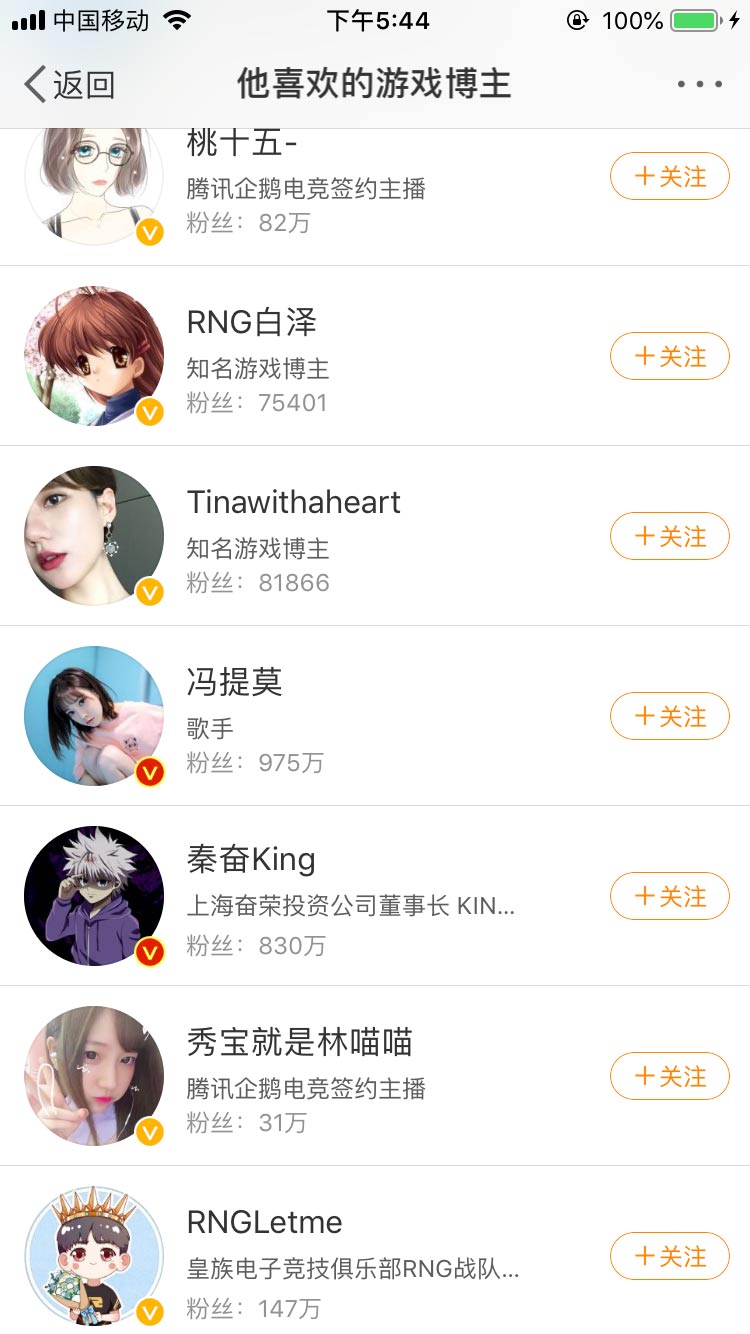 中国移动 下午5:44 100%
返回 他喜欢的游戏博主
桃十五-
腾讯企鹅电竞签约主播 +关注
粉丝：82万
RNG白泽
知名游戏博主 +关注
粉丝：75401
Tinawithaheart
知名游戏博主 +关注
粉丝：81866
冯提莫
歌手 +关注
粉丝：975万
秦奋King
上海奋荣投资公司董事长 KIN... +关注
粉丝：830万
秀宝就是林喵喵
腾讯企鹅电竞签约主播 +关注
粉丝：31万
RNGLetme
皇族电子竞技俱乐部RNG战队... +关注
粉丝：147万